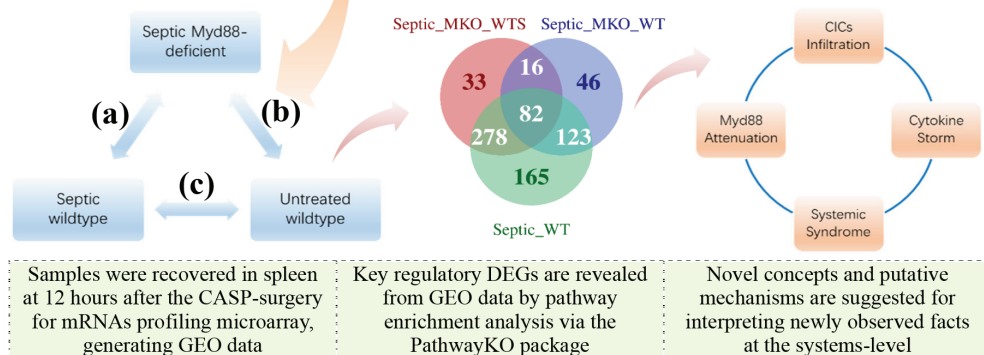 Septic Myd88-
deficient
(a)
(b)
(c)
Septic
wildtype
Untreated
wildtype
Septic_MKO_WTS
Septic_MKO_WT
33
16
46
82
278
123
165
Septic_WT
CICs
Infiltration
Myd88
Attenuation
Cytokine
Storm
Systemic
Syndrome
Samples were recovered in spleen
at 12 hours after the CASP-surgery
for mRNAs profiling microarray,
generating GEO data
Key regulatory DEGs are revealed
from GEO data by pathway
enrichment analysis via the
PathwayKO package
Novel concepts and putative
mechanisms are suggested for
interpreting newly observed facts
at the systems-level